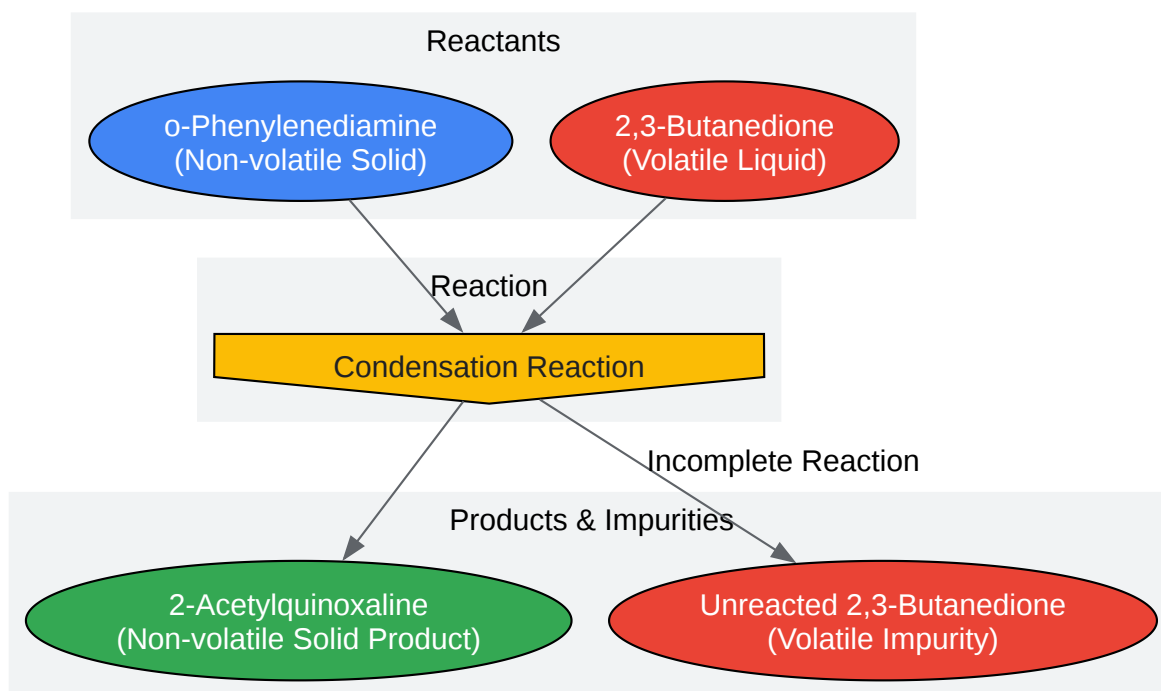 Reactants
o-Phenylenediamine
(Non-volatile Solid)
2,3-Butanedione
(Volatile Liquid)
Reaction
Condensation Reaction
Incomplete Reaction
Products & Impurities
2-Acetylquinoxaline
(Non-volatile Solid Product)
Unreacted 2,3-Butanedione
(Volatile Impurity)